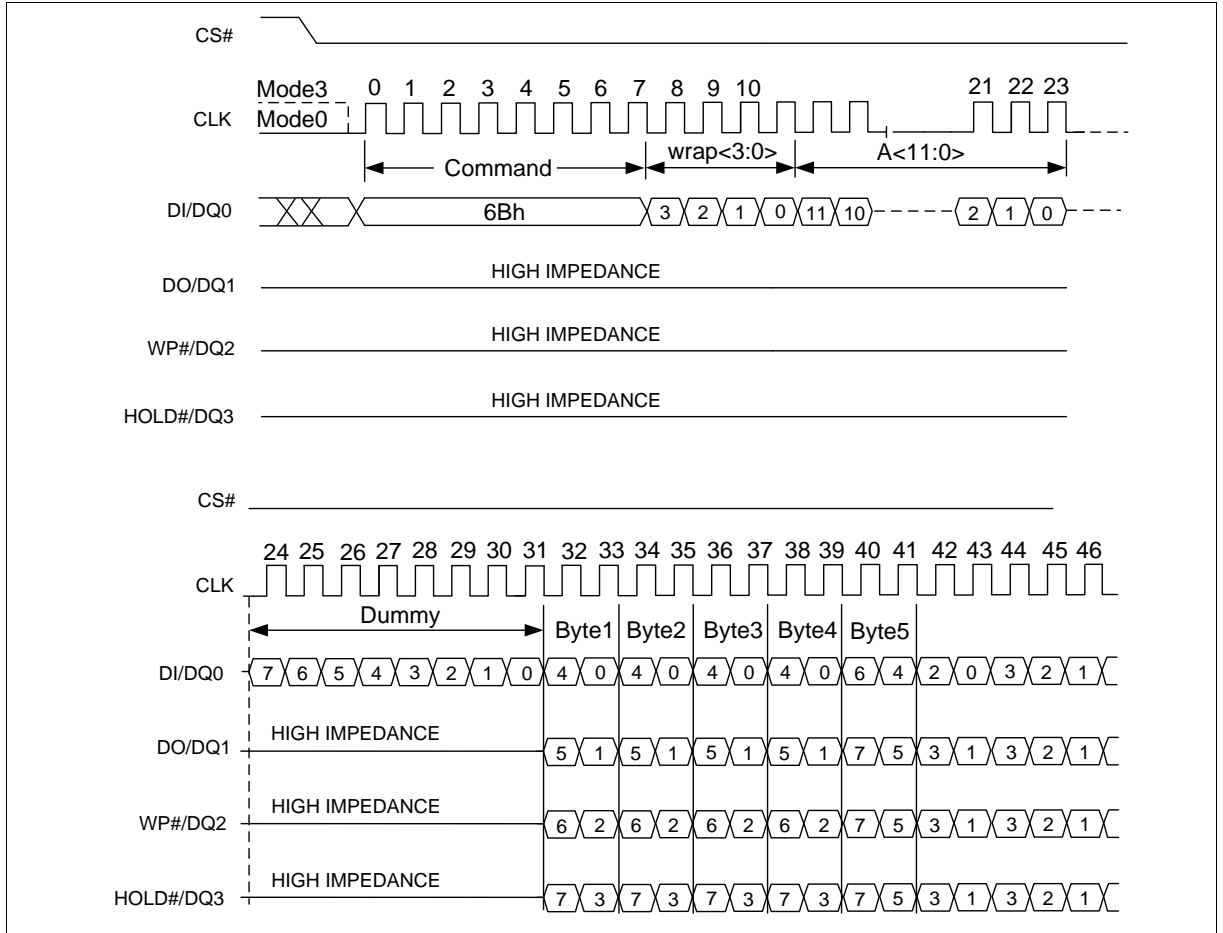 CS#
Mode3 0 1 2 3 4 5 6 7 8 9 10 21 22 23
CLK Mode0
Command wrap<3:0> A<11:0>
DI/DQ0 6Bh 3 2 1 0 11 10 2 1 0
HIGH IMPEDANCE
DO/DQ1
HIGH IMPEDANCE
WP#/DQ2
HIGH IMPEDANCE
HOLD#/DQ3
CS#
24 25 26 27 28 29 30 31 32 33 34 35 36 37 38 39 40 41 42 43 44 45 46
CLK
Dummy Byte1 Byte2 Byte3 Byte4 Byte5
DI/DQ0 7 6 5 4 3 2 1 0 4 0 4 0 4 0 4 0 6 4 2 0 3 2 1
HIGH IMPEDANCE
DO/DQ1 5 1 5 1 5 1 5 1 7 5 3 1 3 2 1
HIGH IMPEDANCE
WP#/DQ2 6 2 6 2 6 2 6 2 7 5 3 1 3 2 1
HIGH IMPEDANCE
HOLD#/DQ3 7 3 7 3 7 3 7 3 7 5 3 1 3 2 1